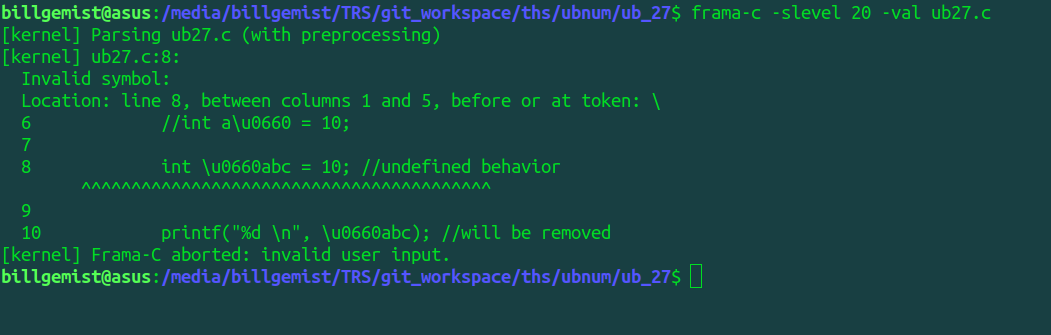 billgemist@asus:/media/billgemist/TRS/git_workspace/ths/ubnum/ub_27$ frama-c -slevel 20 -val ub27.c
[kernel] Parsing ub27.c (with preprocessing)
[kernel] ub27.c:8:
  Invalid symbol:
  Location: line 8, between columns 1 and 5, before or at token: \
  6             //int a\u0660 = 10;
  7
  8             int \u0660abc = 10; //undefined behavior
        ^^^^^^^^^^^^^^^^^^^^^^^^^^^^^^^^^^^^^^^^^
  9
  10            printf("%d \n", \u0660abc); //will be removed
[kernel] Frama-C aborted: invalid user input.
billgemist@asus:/media/billgemist/TRS/git_workspace/ths/ubnum/ub_27$